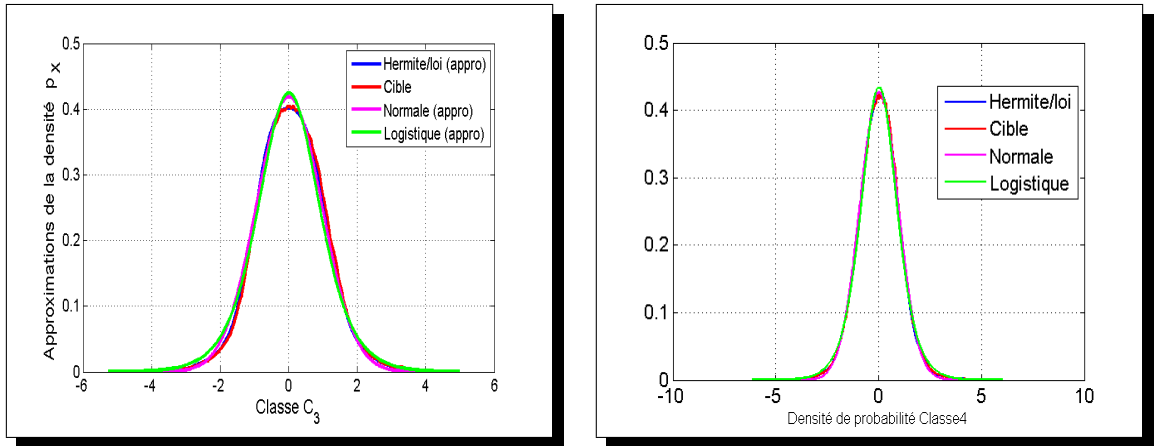 0.5
0.4
0.3
0.2
0.1
0
-6 -4 -2 0 2 4 6
Approximations de la densité p x
Classe C3
Hermite/loi (appro)
Cible
Normale (appro)
Logistique (appro)
0.5
0.4
0.3
0.2
0.1
0
-10 -5 0 5 10
Densité de probabilité Classe4
Hermite/loi
Cible
Normale
Logistique